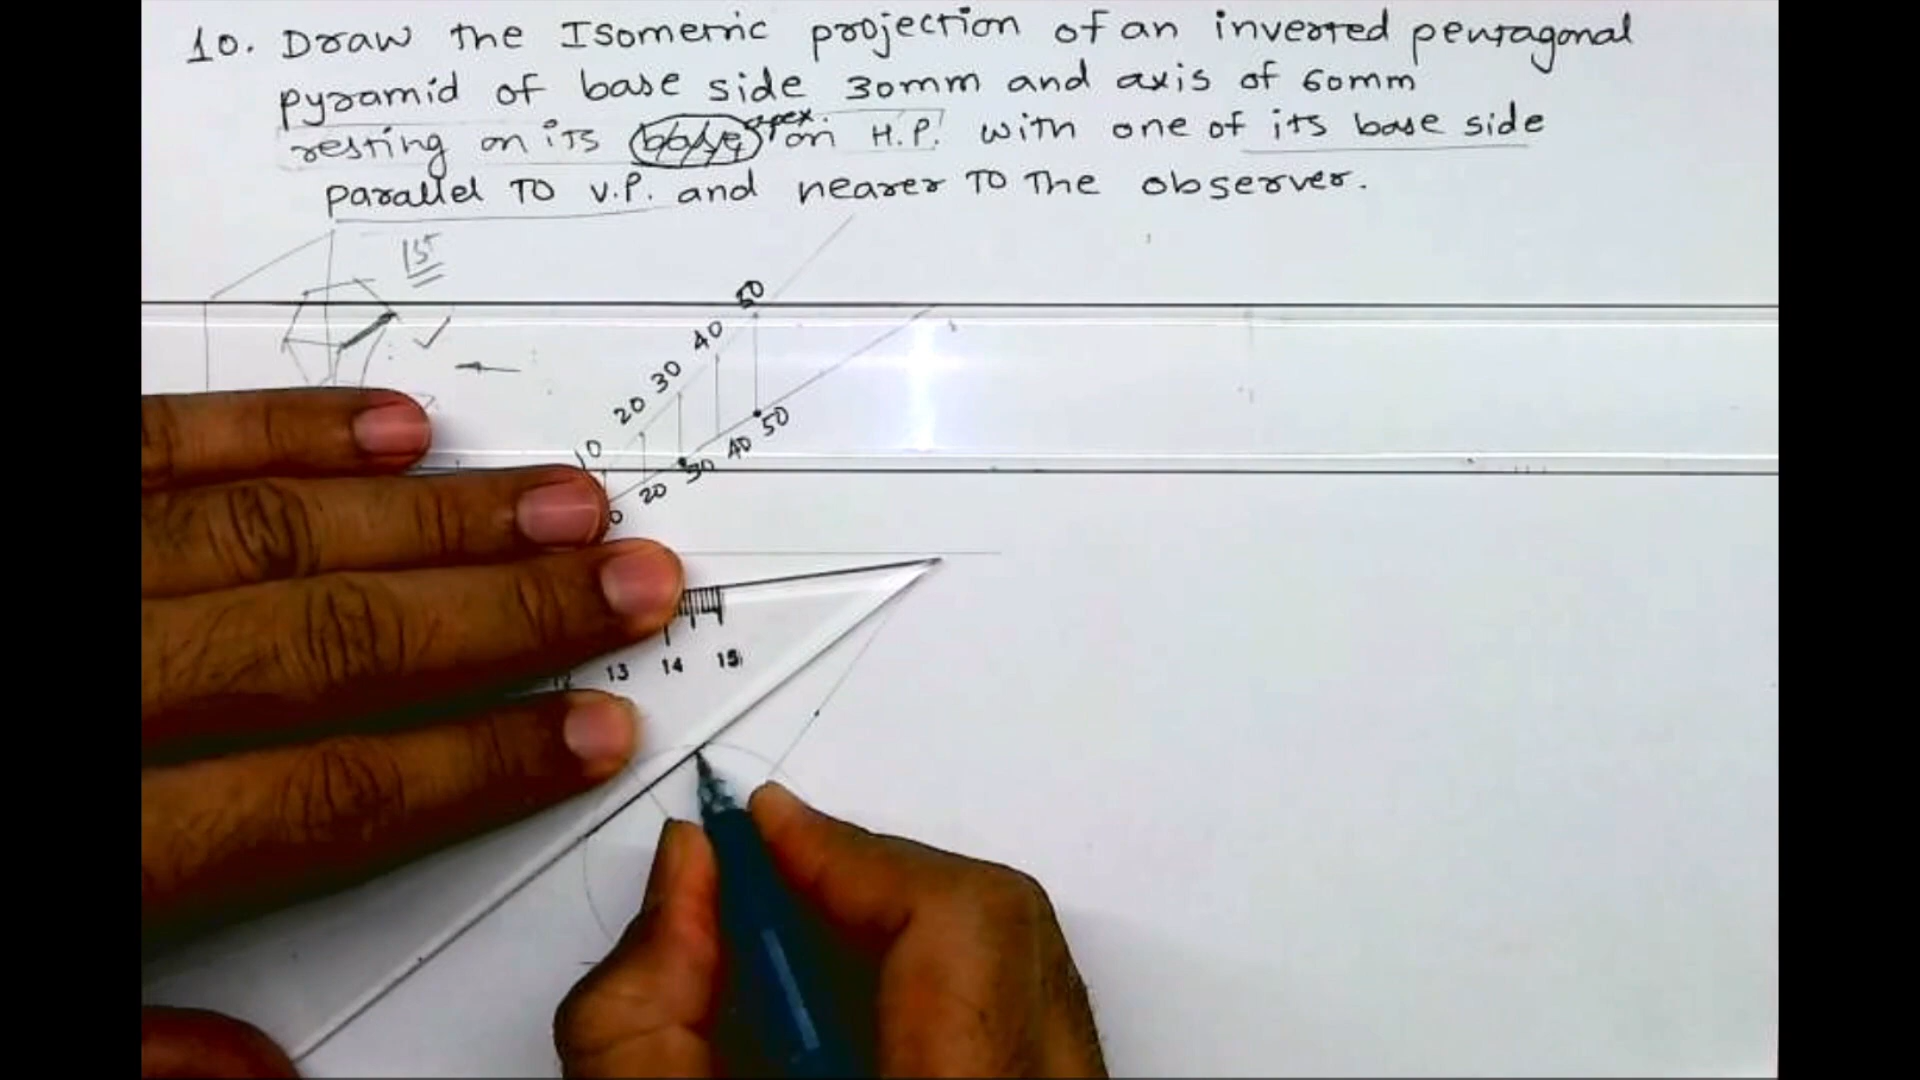 10. Draw the Isometric projection of an inverted pentagonal
pyramid of base side 30mm and axis of 60mm
apex.
resting on its base on H.P. with one of its base side
parallel to V.P. and nearer to the observer.
50
40
30
20
10
50
40
30
20
13 14 15